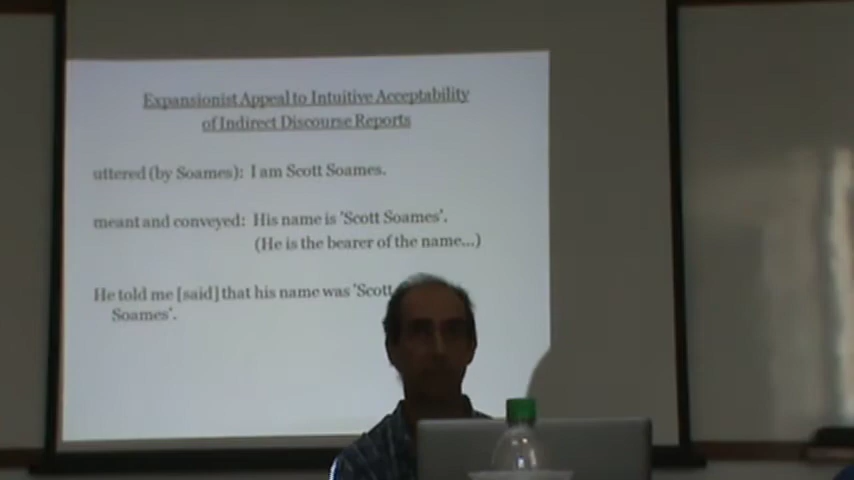 Expansionist Appeal to Intuitive Acceptability
of Indirect Discourse Reports
uttered (by Soames): I am Scott Soames.
meant and conveyed: His name is 'Scott Soames'.
(He is the bearer of the name...)
He told me [said] that his name was 'Scott
Soames'.